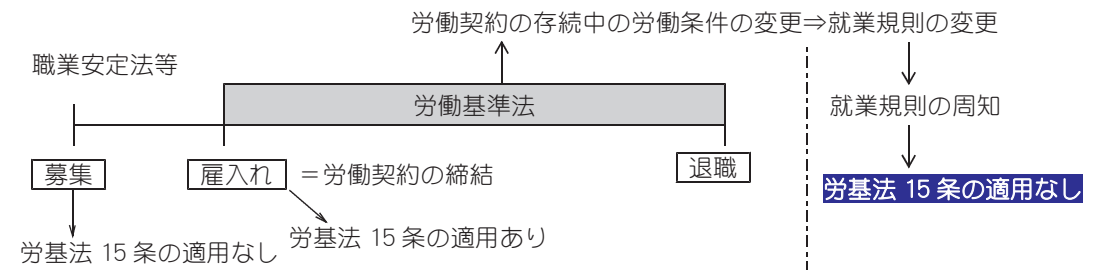 労働契約の存続中の労働条件の変更⇒就業規則の変更
職業安定法等
労働基準法
就業規則の周知
募集
雇入れ
＝労働契約の締結
退職
労基法 15 条の適用なし
労基法 15 条の適用なし
労基法 15 条の適用あり